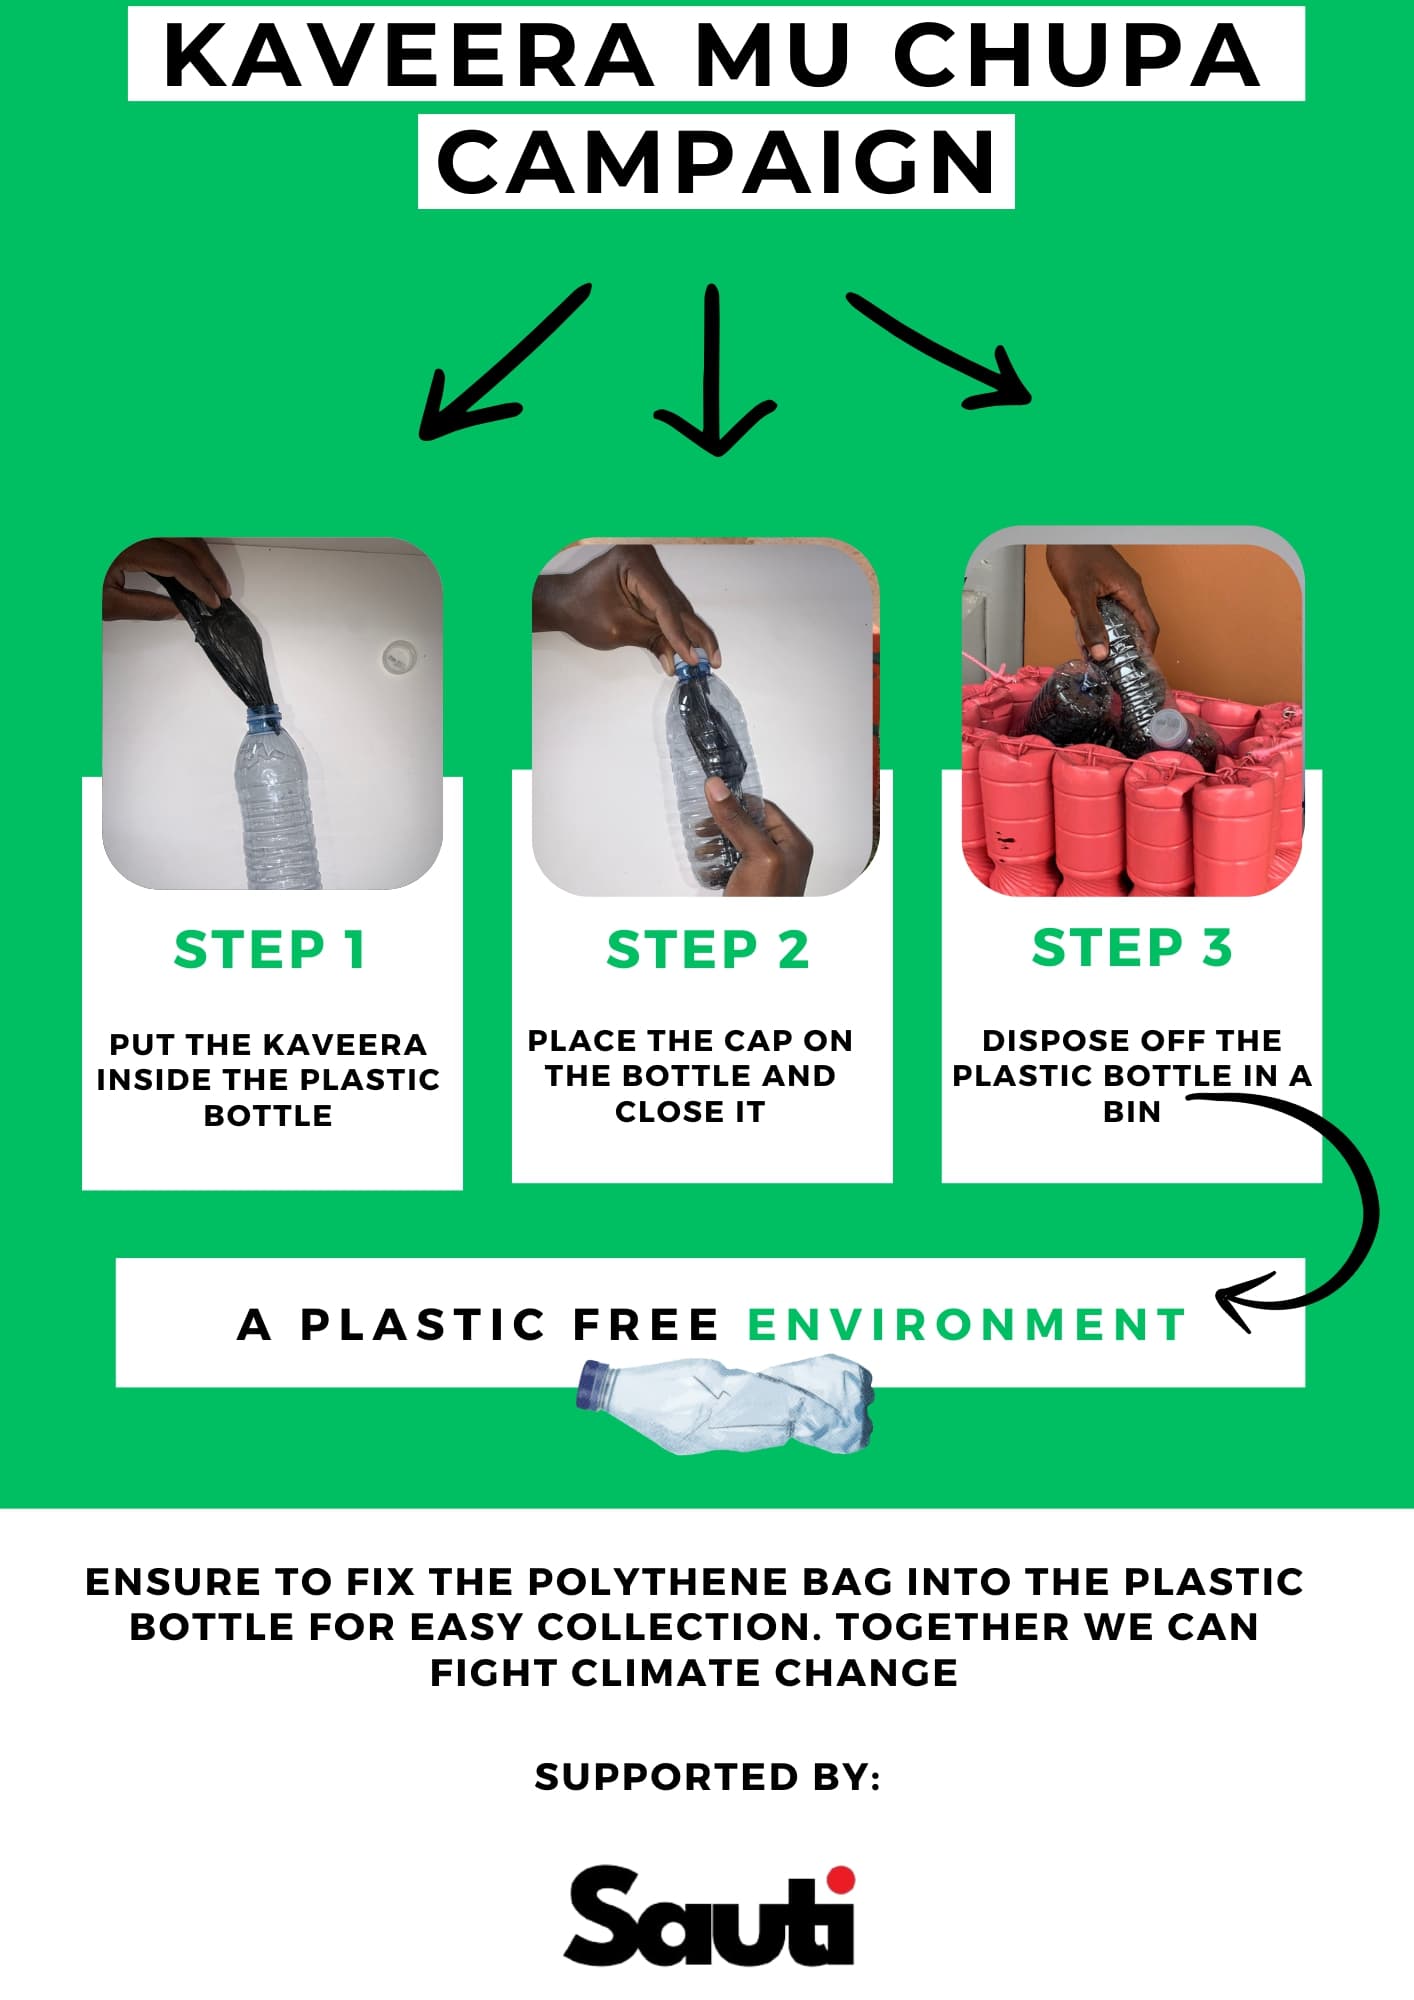 KAVEERA MU CHUPA
CAMPAIGN
STEP 1
PUT THE KAVEERA
INSIDE THE PLASTIC
BOTTLE
STEP 2
PLACE THE CAP ON
THE BOTTLE AND
CLOSE IT
STEP 3
DISPOSE OFF THE
PLASTIC BOTTLE IN A
BIN
A PLASTIC FREE ENVIRONMENT
ENSURE TO FIX THE POLYTHENE BAG INTO THE PLASTIC
BOTTLE FOR EASY COLLECTION. TOGETHER WE CAN
FIGHT CLIMATE CHANGE
SUPPORTED BY:
Sauti